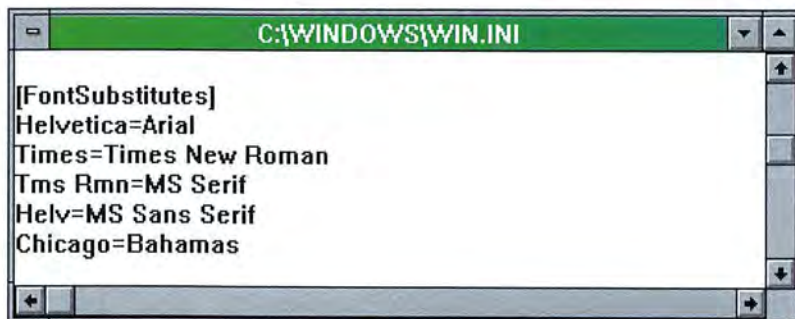 C:\WINDOWS\WIN.INI
[FontSubstitutes]
Helvetica=Arial
Times=Times New Roman
Tms Rmn=MS Serif
Helv=MS Sans Serif
Chicago=Bahamas